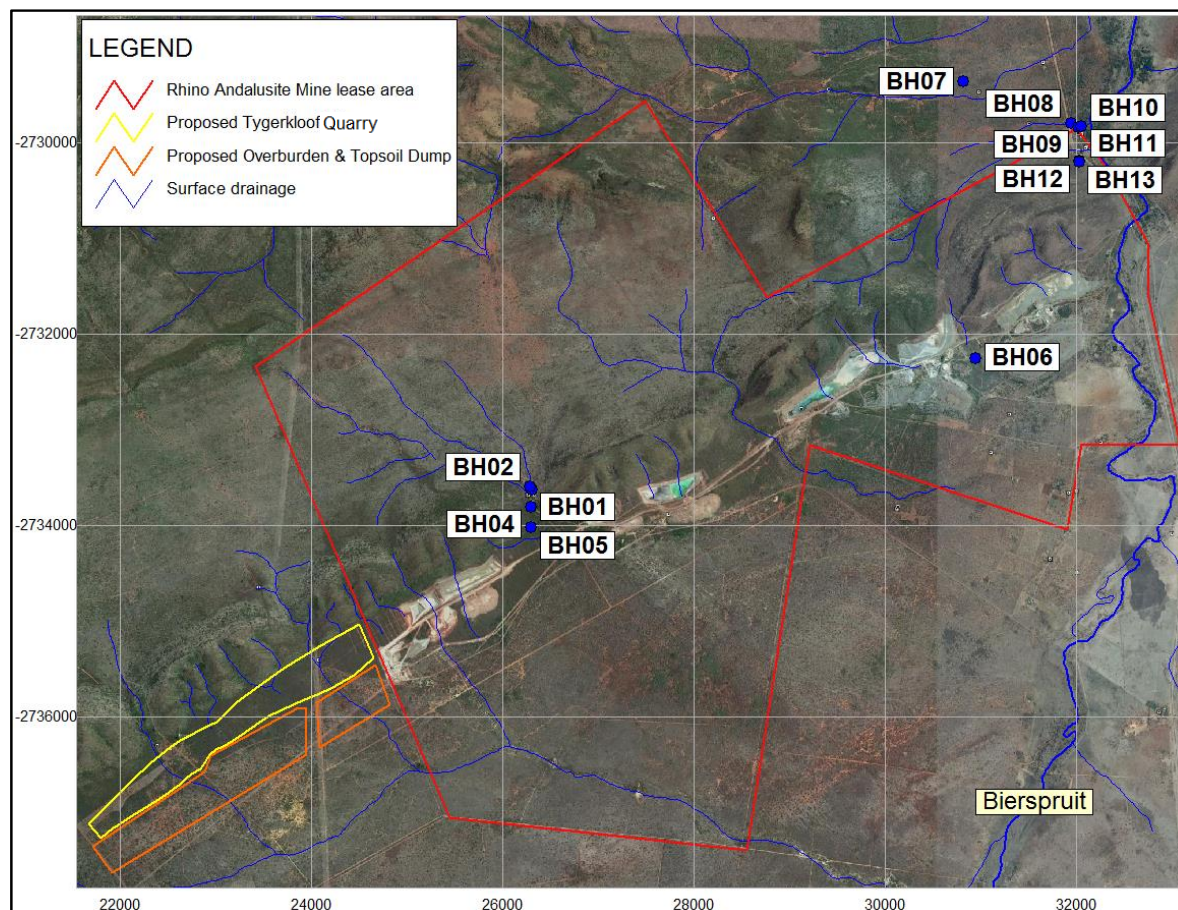 LEGEND
Rhino Andalusite Mine lease area
Proposed Tygerkloof Quarry
Proposed Overburden & Topsoil Dump
Surface drainage
BH07
BH08
BH10
BH09
BH11
BH12
BH13
BH06
BH02
BH01
BH04
BH05
Bierspruit
-2730000
-2732000
-2734000
-2736000
22000
24000
26000
28000
30000
32000